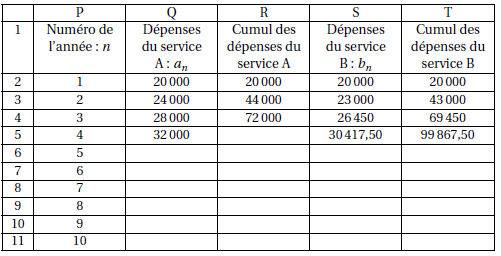 P Q R S T
1 Numéro de l'année : n Dépenses du service A : aₙ Cumul des dépenses du service A Dépenses du service B : bₙ Cumul des dépenses du service B
2 1 20 000 20 000 20 000 20 000
3 2 24 000 44 000 23 000 43 000
4 3 28 000 72 000 26 450 69 450
5 4 32 000 30 417,50 99 867,50
6 5
7 6
8 7
9 8
10 9
11 10